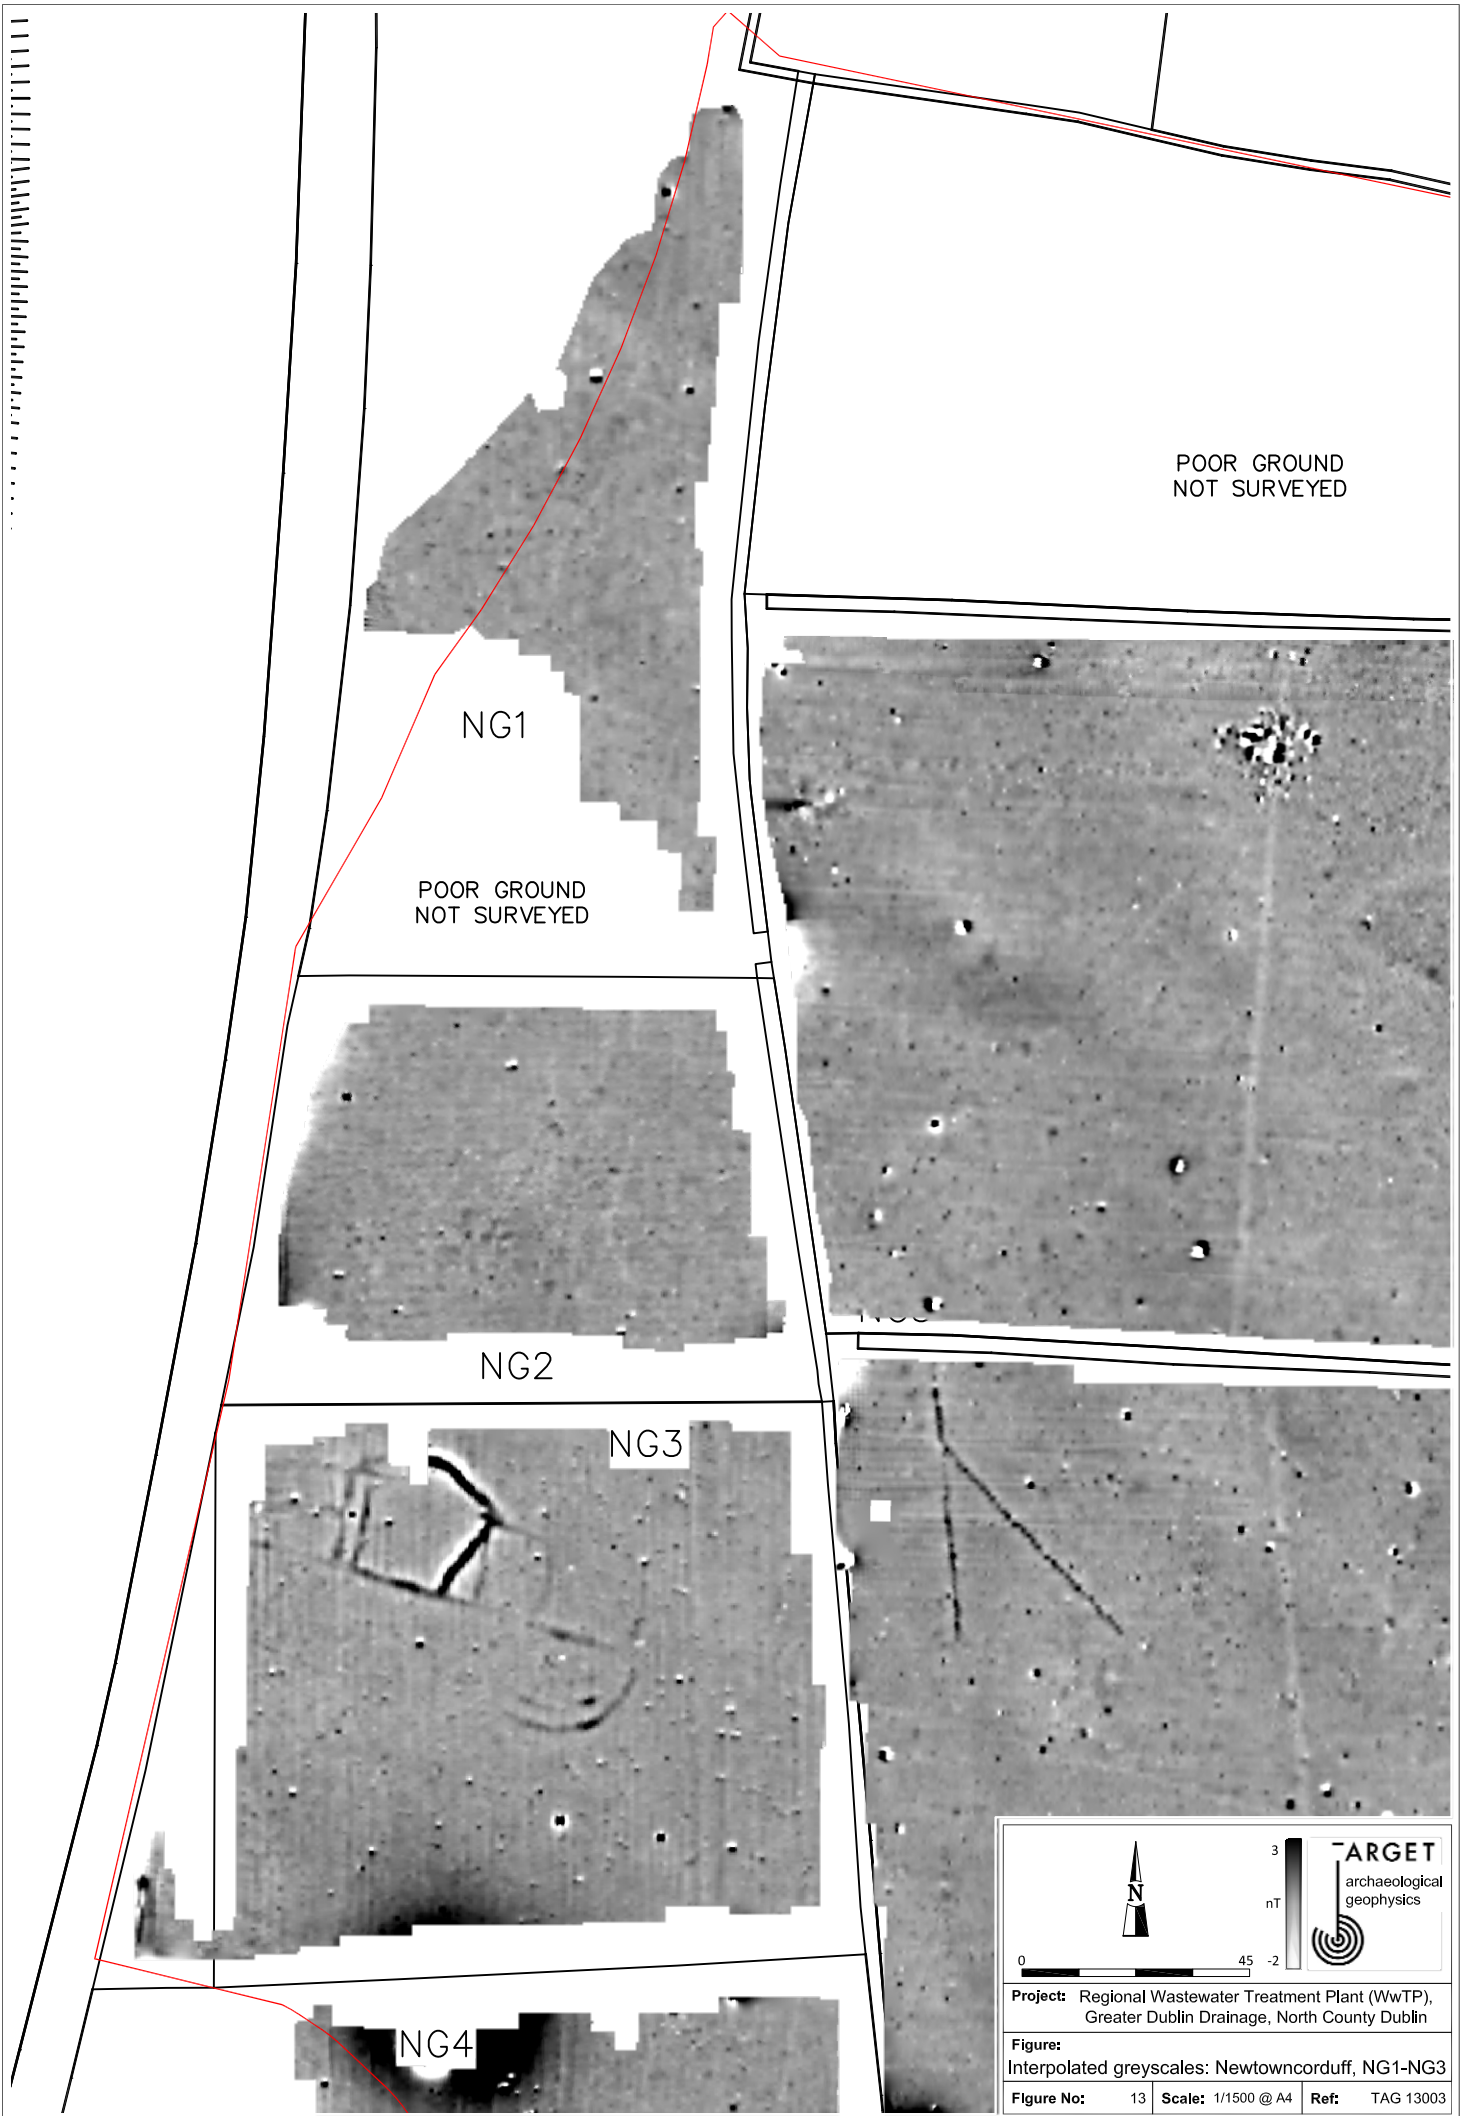 POOR GROUND
NOT SURVEYED
NG1
POOR GROUND
NOT SURVEYED
NG2
NG3
NG4
N
0 45
3
nT
-2
TARGET
archaeological
geophysics
Project: Regional Wastewater Treatment Plant (WwTP),
Greater Dublin Drainage, North County Dublin
Figure:
Interpolated greyscales: Newtowncorduff, NG1-NG3
Figure No: 13 Scale: 1/1500 @ A4 Ref: TAG 13003